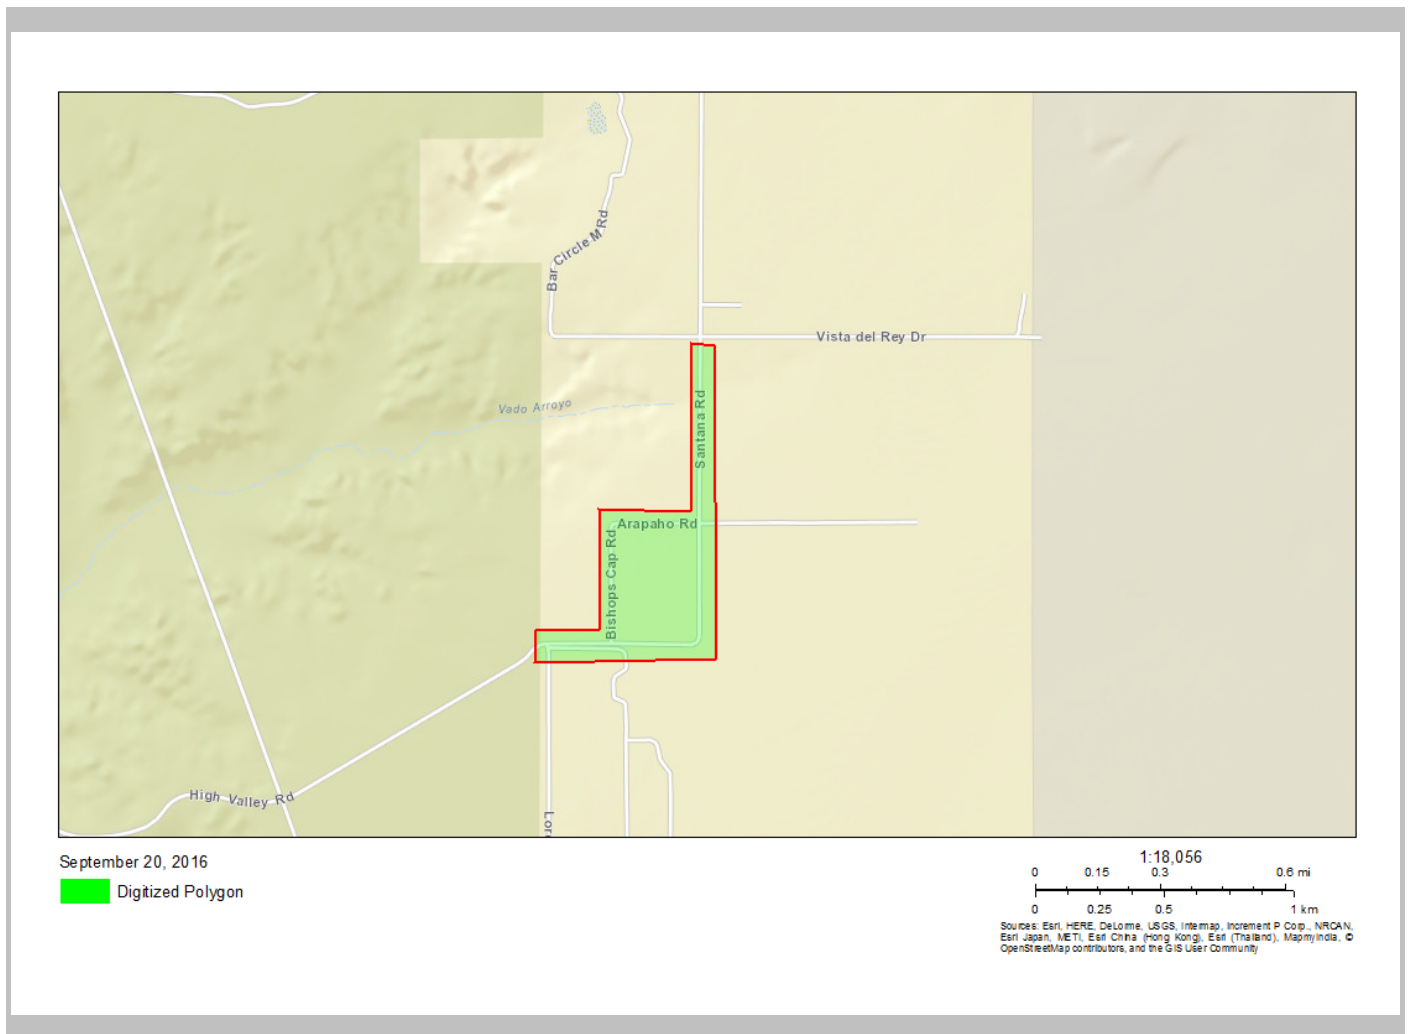 Bar Circle M Rd
Vista del Rey Dr
Vado Arroyo
Santana Rd
Arapaho Rd
Bishops Cap Rd
High Valley Rd
Lor
September 20, 2016
Digitized Polygon
1:18,056
0 0.15 0.3 0.6 mi
0 0.25 0.5 1 km
Sources: Esri, HERE, DeLorme, USGS, Intermap, Increment P Corp., NRCAN,
Esri Japan, METI, Esri China (Hong Kong), Esri (Thailand), MapmyIndia, ©
OpenStreetMap contributors, and the GIS User Community